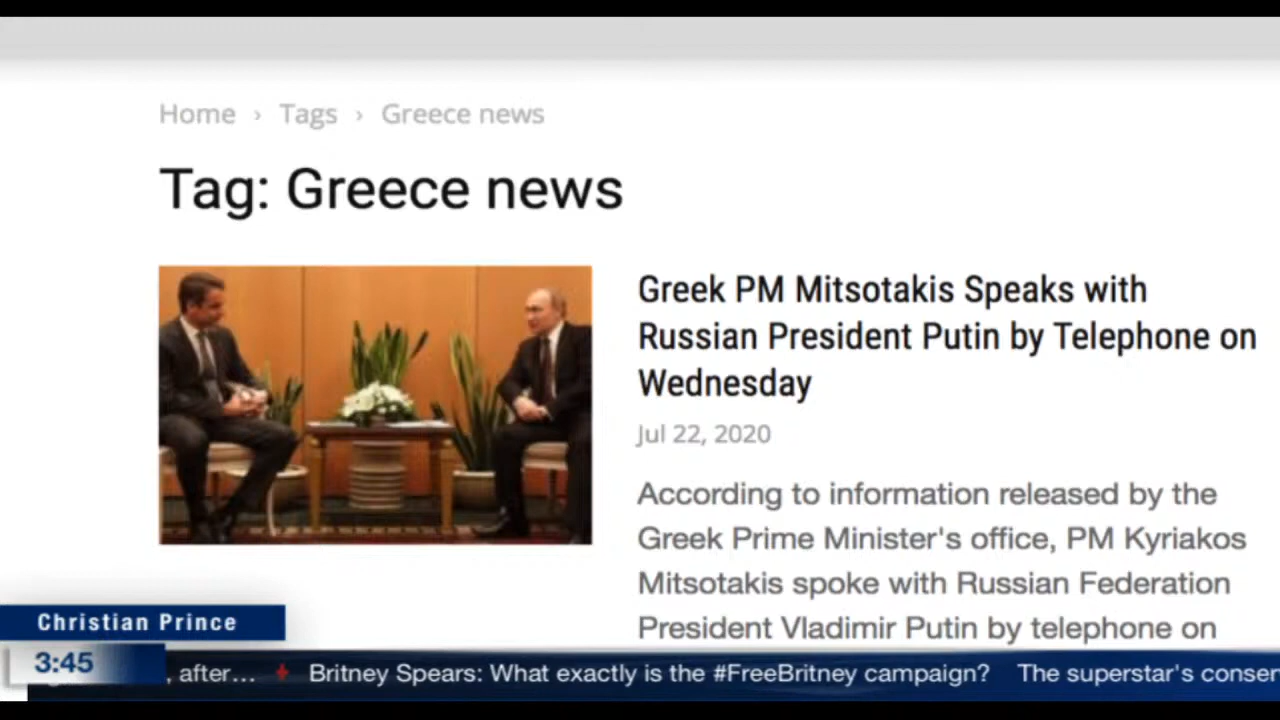 Home › Tags › Greece news
Tag: Greece news
Greek PM Mitsotakis Speaks with
Russian President Putin by Telephone on
Wednesday
Jul 22, 2020
According to information released by the
Greek Prime Minister's office, PM Kyriakos
Mitsotakis spoke with Russian Federation
President Vladimir Putin by telephone on
Christian Prince
3:45
, after... Britney Spears: What exactly is the #FreeBritney campaign? The superstar's conser